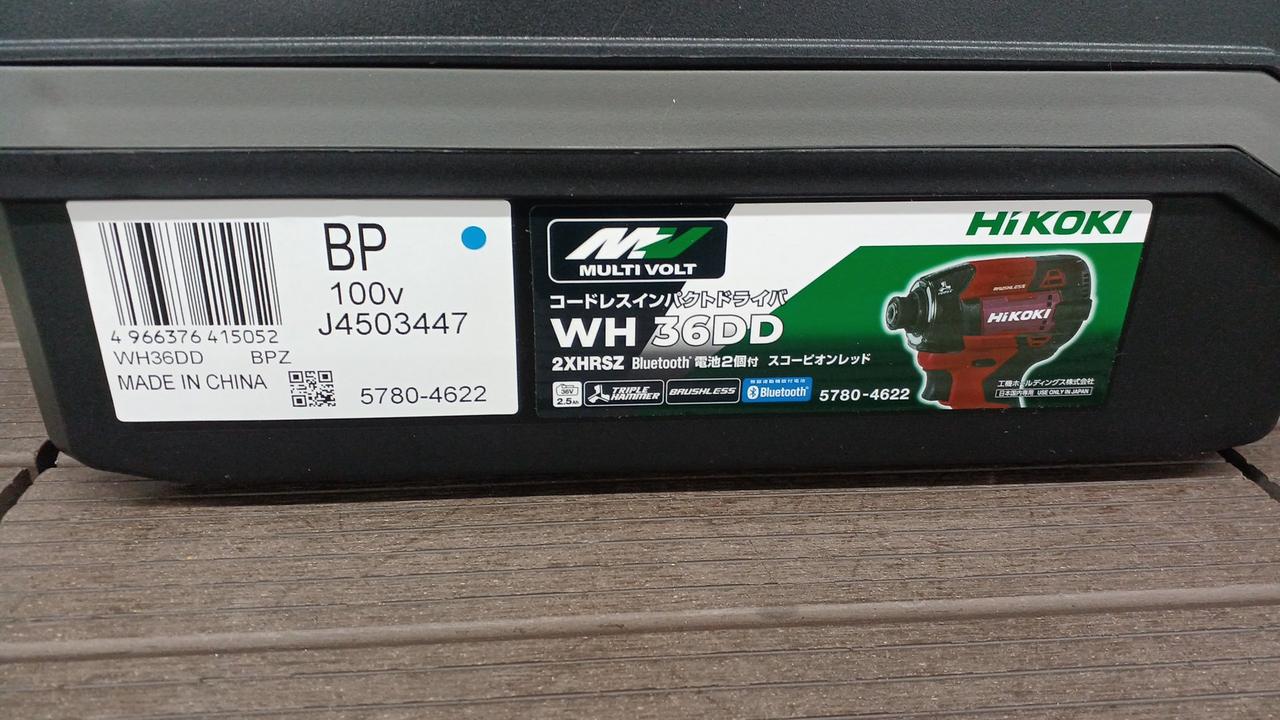 4 966376 415052
WH36DD BPZ
MADE IN CHINA
BP
100v
J4503447
5780-4622
MV
MULTI VOLT
HiKOKI
コードレスインパクトドライバ
WH 36DD
2XHRSZ Bluetooth 電池2個付 スコーピオンレッド
36V
2.5Ah
TRIPLE HAMMER
BRUSHLESS
Bluetooth
5780-4622
BRUSHLESS
HiKOKI
工機ホールディングス株式会社
日本国内専用 USE ONLY IN JAPAN